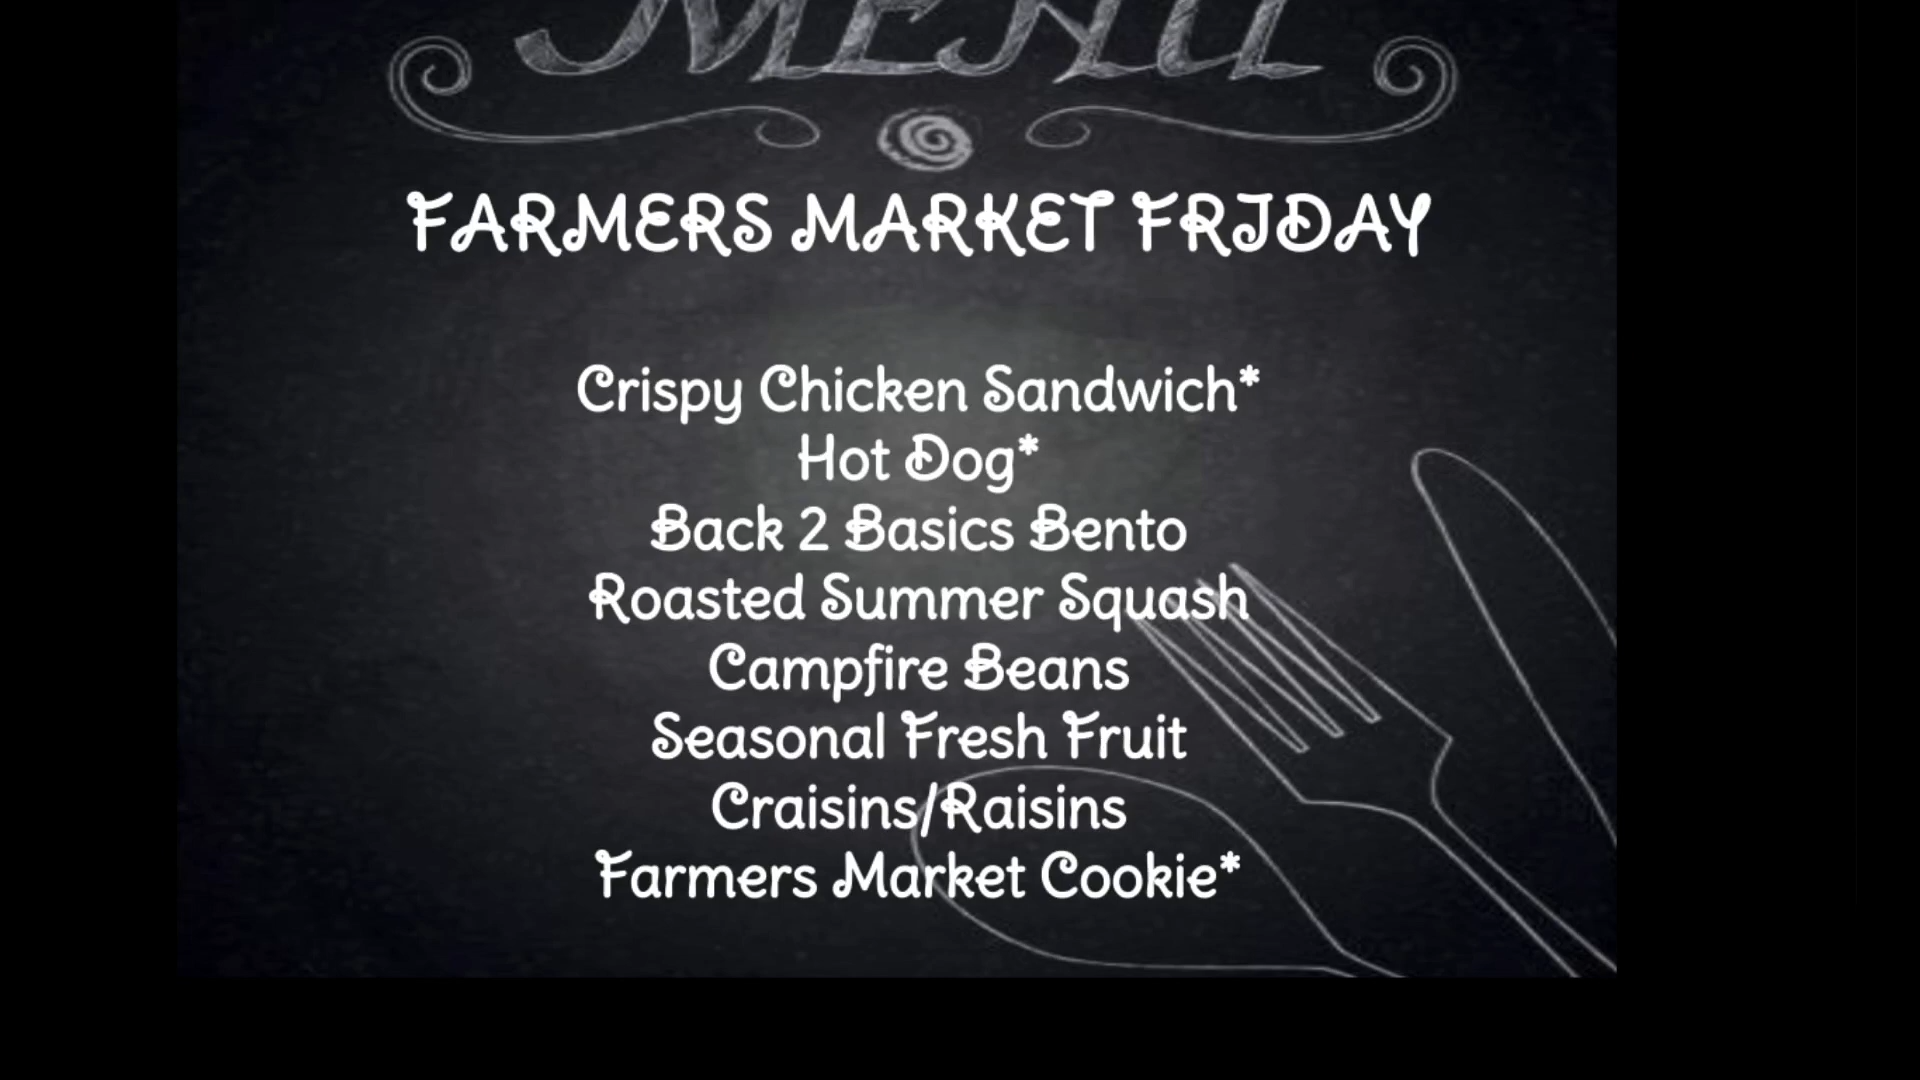 MENU
FARMERS MARKET FRIDAY
Crispy Chicken Sandwich*
Hot Dog*
Back 2 Basics Bento
Roasted Summer Squash
Campfire Beans
Seasonal Fresh Fruit
Craisins/Raisins
Farmers Market Cookie*